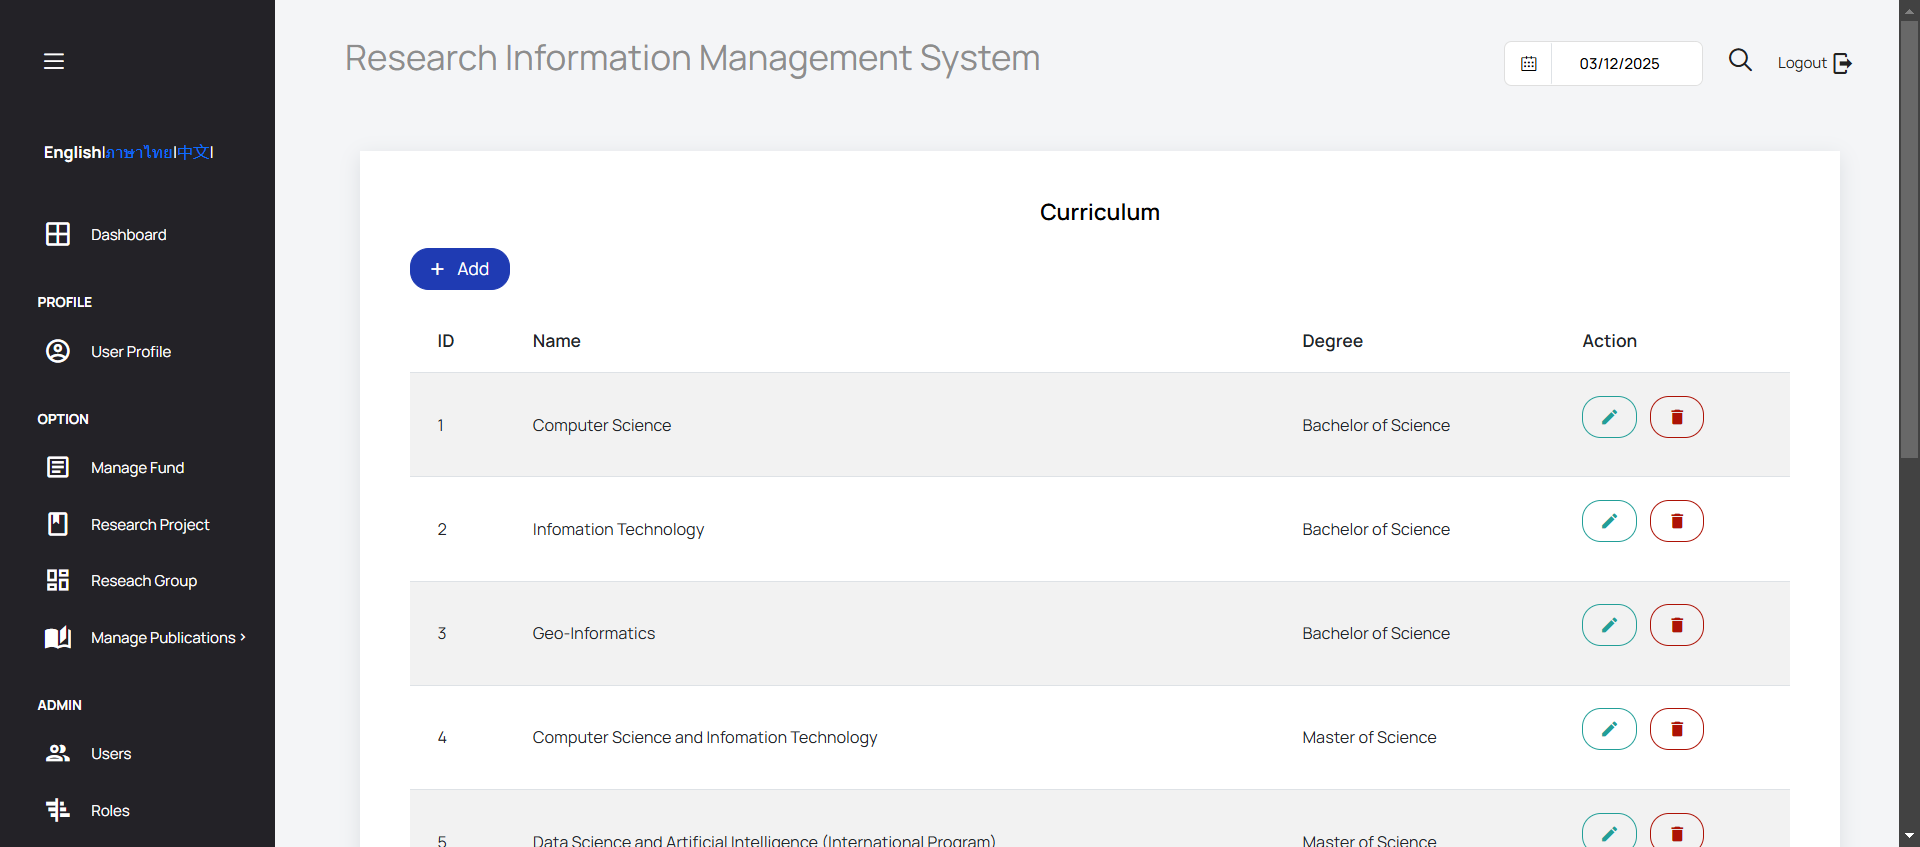 Research Information Management System
03/12/2025
Logout
English|ภาษาไทย|中文|
Dashboard
PROFILE
User Profile
OPTION
Manage Fund
Research Project
Reseach Group
Manage Publications
ADMIN
Users
Roles
Curriculum
+ Add
ID Name Degree Action
1 Computer Science Bachelor of Science
2 Infomation Technology Bachelor of Science
3 Geo-Informatics Bachelor of Science
4 Computer Science and Infomation Technology Master of Science
5 Data Science and Artificial Intelligence (International Program) Master of Science